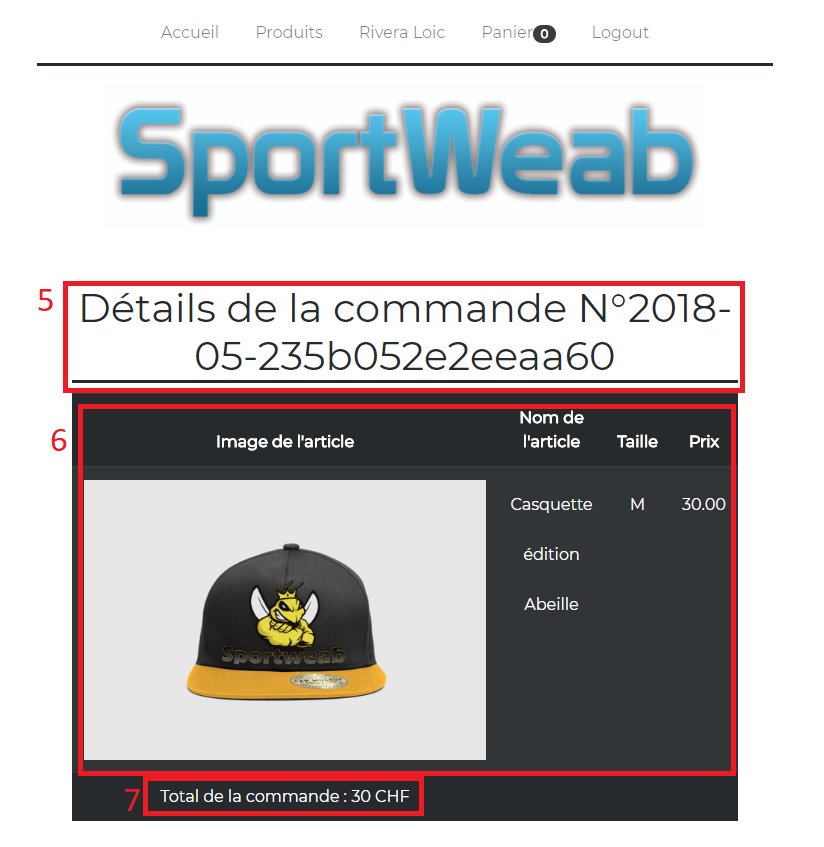 Accueil Produits Rivera Loic Panier 0 Logout
SportWeab
5
Détails de la commande N°2018-
05-235b052e2eeaa60
6
Image de l'article Nom de l'article Taille Prix
Sportweab
Casquette M 30.00
édition
Abeille
7
Total de la commande : 30 CHF